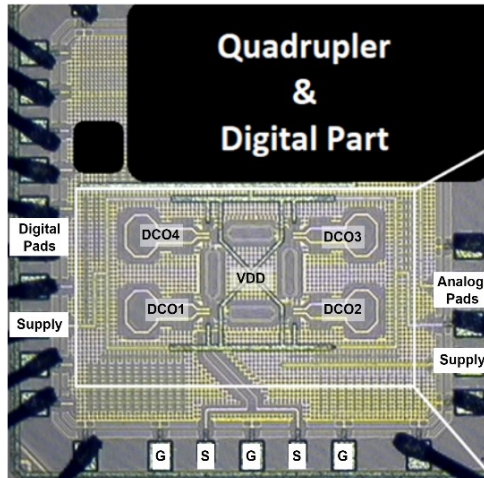 Quadrupler
&
Digital Part
Digital
Pads
DCO4
DCO3
VDD
Analog
Pads
DCO1
DCO2
Supply
Supply
G
S
G
S
G